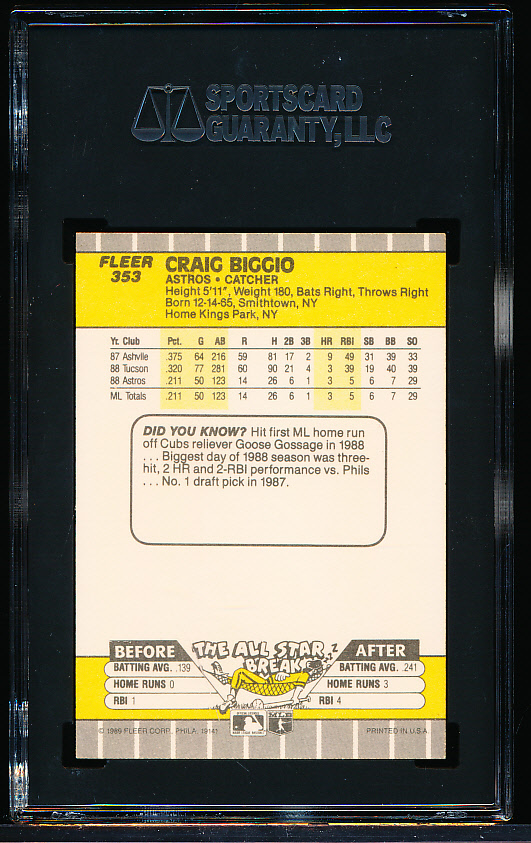 SPORTSCARD
GUARANTY, LLC
FLEER
353
CRAIG BIGGIO
ASTROS • CATCHER
Height 5'11", Weight 180, Bats Right, Throws Right
Born 12-14-65, Smithtown, NY
Home Kings Park, NY
Yr. Club Pct. G AB R H 2B 3B HR RBI SB BB SO
87 Ashvlle .375 64 216 59 81 17 2 9 49 31 39 33
88 Tucson .320 77 281 60 90 21 4 3 39 19 40 39
88 Astros .211 50 123 14 26 6 1 3 5 6 7 29
ML Totals .211 50 123 14 26 6 1 3 5 6 7 29
DID YOU KNOW? Hit first ML home run
off Cubs reliever Goose Gossage in 1988
. . . Biggest day of 1988 season was three-
hit, 2 HR and 2-RBI performance vs. Phils
. . . No. 1 draft pick in 1987.
BEFORE THE ALL STAR BREAK AFTER
BATTING AVG. .139 BATTING AVG. .241
HOME RUNS 0 HOME RUNS 3
RBI 1 RBI 4
© 1989 FLEER CORP. PHILA. 19141 PRINTED IN U.S.A.